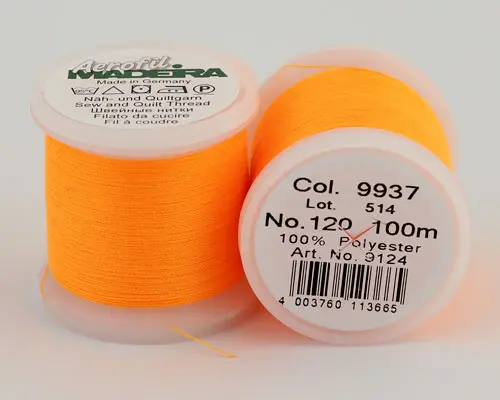 Aerofil
MADEIRA
Made in Germany
Näh- und Quiltgarn
Sew and Quilt Thread
Швейные нитки
Filato da cucire
Fil à coudre
Col. 9937
Lot. 514
No.120 100m
100% Polyester
Art. No. 9124
4 003760 113665